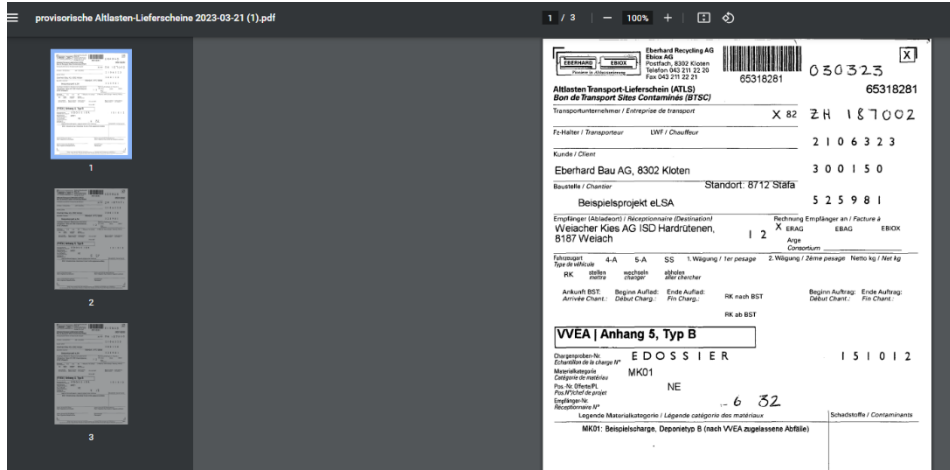 provisorische Altlasten-Lieferscheine 2023-03-21 (1).pdf
1 / 3
100%
1
2
3
EBERHARD EBIOX
Eberhard Recycling AG
Ebiox AG
Postfach, 8302 Kloten
Telefon 043 211 22 20
Fax 043 211 22 21
65318281
030323
X
Altlasten Transport-Lieferschein (ATLS)
65318281
Bon de Transport Sites Contaminés (BTSC)
Transportunternehmer / Entreprise de transport
X 82 ZH 187002
Fz-Halter / Transporteur LWF / Chauffeur
2106323
Kunde / Client
Eberhard Bau AG, 8302 Kloten
300150
Baustelle / Chantier
Standort: 8712 Stäfa
Beispielsprojekt eLSA
525981
Empfänger (Abladeort) / Réceptionnaire (Destination)
Rechnung Empfänger an / Facture à
Weiacher Kies AG ISD Hardrütenen,
8187 Weiach
12
X ERAG EBAG EBIOX
Arge
Consortium
Fahrzeugart
Type de véhicule
4-A 5-A SS 1. Wägung / 1er pesage 2. Wägung / 2ème pesage Netto kg / Net kg
RK stellen wechseln abholen
mettre changer aller chercher
Ankunft BST: Beginn Auflad: Ende Auflad: RK nach BST Beginn Auftrag: Ende Auftrag:
Arrivée Chant.: Début Charg.: Fin Charg.: Début Chant.: Fin Chant.:
RK ab BST
VVEA | Anhang 5, Typ B
Chargenproben-Nr.
Echantillon de la charge N°
EDOSSIER
151012
Materialkategorie
Catégorie de matériau
MK01
Pos.-Nr. Offerte/PL
Pos N°/chef de projet
NE
Empfänger-Nr.
Réceptionnaire N°
6 32
Legende Materialkategorie / Légende catégorie des matériaux
Schadstoffe / Contaminants
MK01: Beispielscharge, Deponietyp B (nach VVEA zugelassene Abfälle)